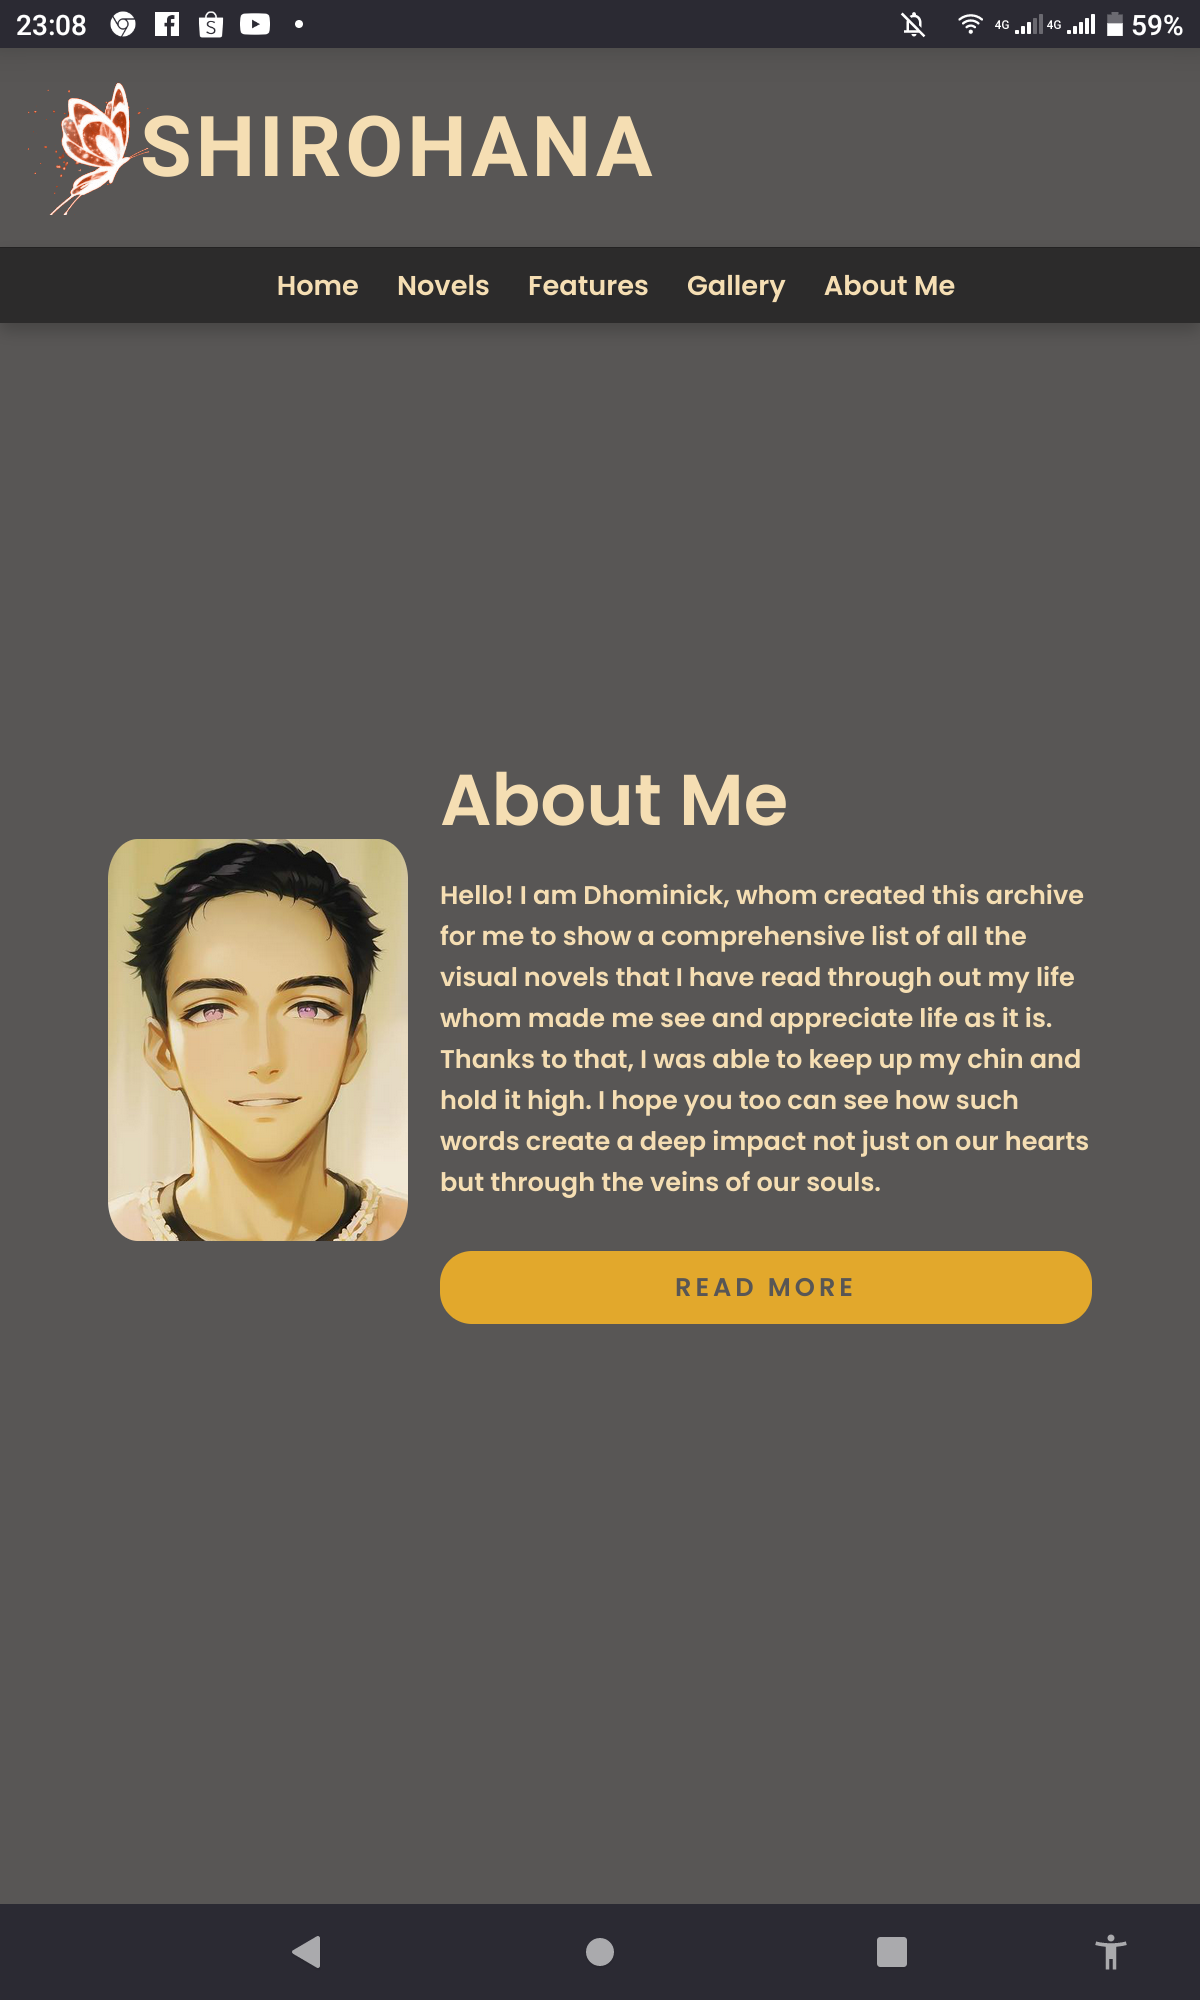 23:08
4G 4G 59%
SHIROHANA
Home Novels Features Gallery About Me
About Me
Hello! I am Dhominick, whom created this archive
for me to show a comprehensive list of all the
visual novels that I have read through out my life
whom made me see and appreciate life as it is.
Thanks to that, I was able to keep up my chin and
hold it high. I hope you too can see how such
words create a deep impact not just on our hearts
but through the veins of our souls.
READ MORE